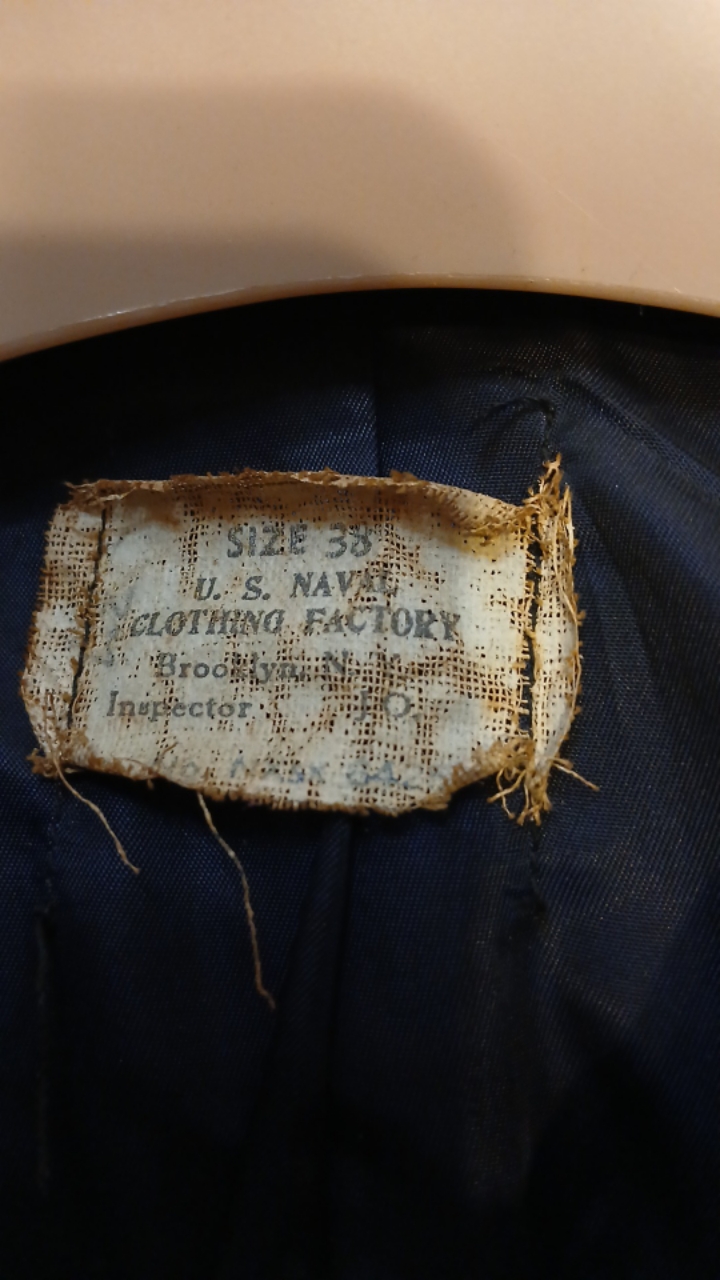 SIZE 38
U. S. NAVAL
CLOTHING FACTORY
Brooklyn, N. Y.
Inspector J.O.